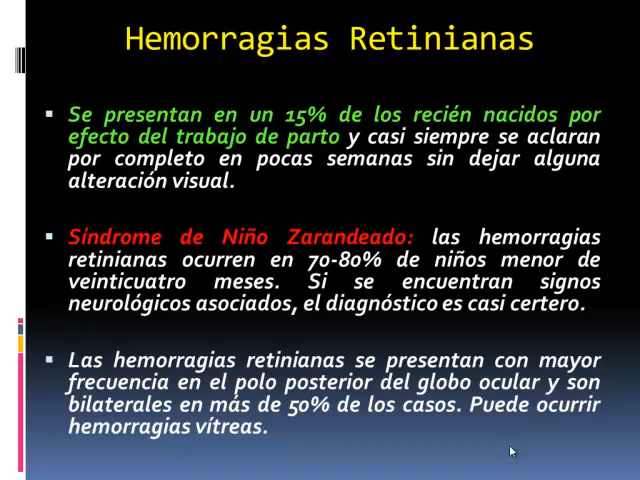 Hemorragias Retinianas
Se presentan en un 15% de los recién nacidos por
efecto del trabajo de parto y casi siempre se aclaran
por completo en pocas semanas sin dejar alguna
alteración visual.
Síndrome de Niño Zarandeado: las hemorragias
retinianas ocurren en 70-80% de niños menor de
veinticuatro meses. Si se encuentran signos
neurológicos asociados, el diagnóstico es casi certero.
Las hemorragias retinianas se presentan con mayor
frecuencia en el polo posterior del globo ocular y son
bilaterales en más de 50% de los casos. Puede ocurrir
hemorragias vítreas.